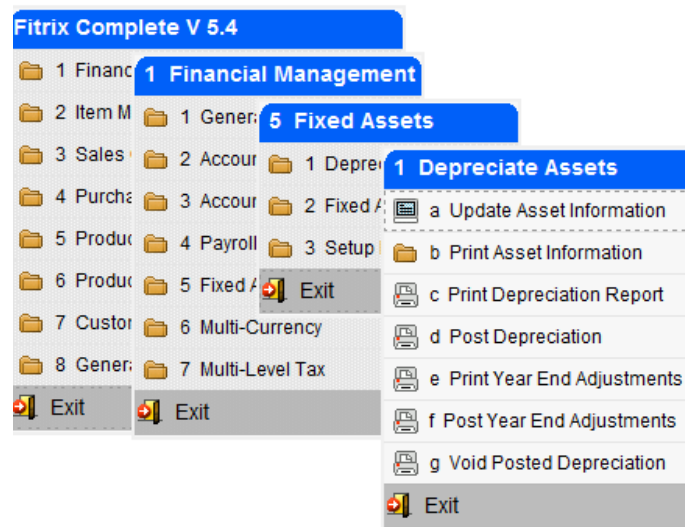 Fitrix Complete V 5.4
1 Financ
2 Item M
3 Sales
4 Purcha
5 Produc
6 Produc
7 Custor
8 Genera
Exit
1 Financial Management
1 Genera
2 Accour
3 Accour
4 Payroll
5 Fixed A
6 Multi-Currency
7 Multi-Level Tax
Exit
5 Fixed Assets
1 Deprec
2 Fixed A
3 Setup
Exit
1 Depreciate Assets
a Update Asset Information
b Print Asset Information
c Print Depreciation Report
d Post Depreciation
e Print Year End Adjustments
f Post Year End Adjustments
g Void Posted Depreciation
Exit